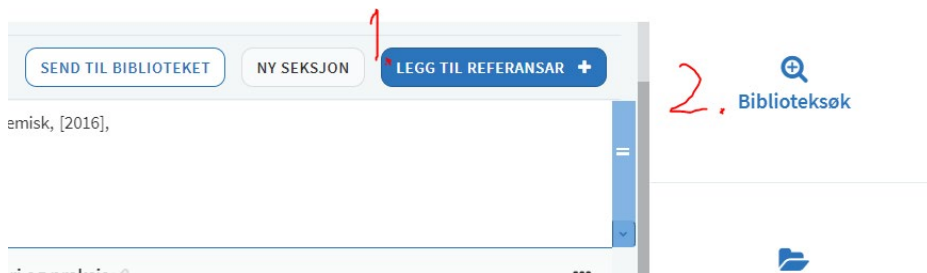 1.
SEND TIL BIBLIOTEKET NY SEKSJON LEGG TIL REFERANSAR +
2.
Biblioteksøk
emisk, [2016],